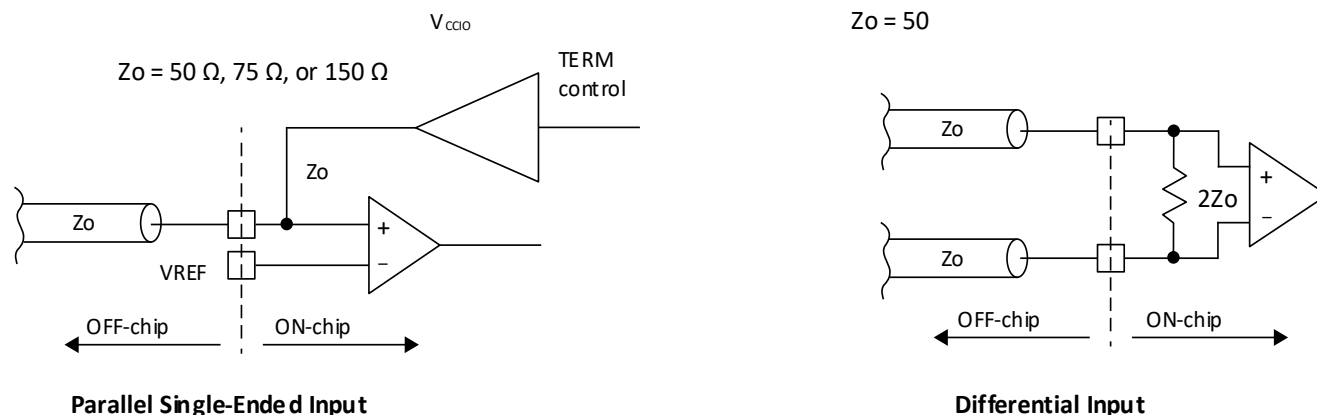 V CCIO
Zo = 50 Ω, 75 Ω, or 150 Ω
TERM
control
Zo
Zo
+
−
VREF
OFF-chip
ON-chip
Parallel Single-Ended Input
Zo = 50
Zo
2Zo
+
−
Zo
OFF-chip
ON-chip
Differential Input